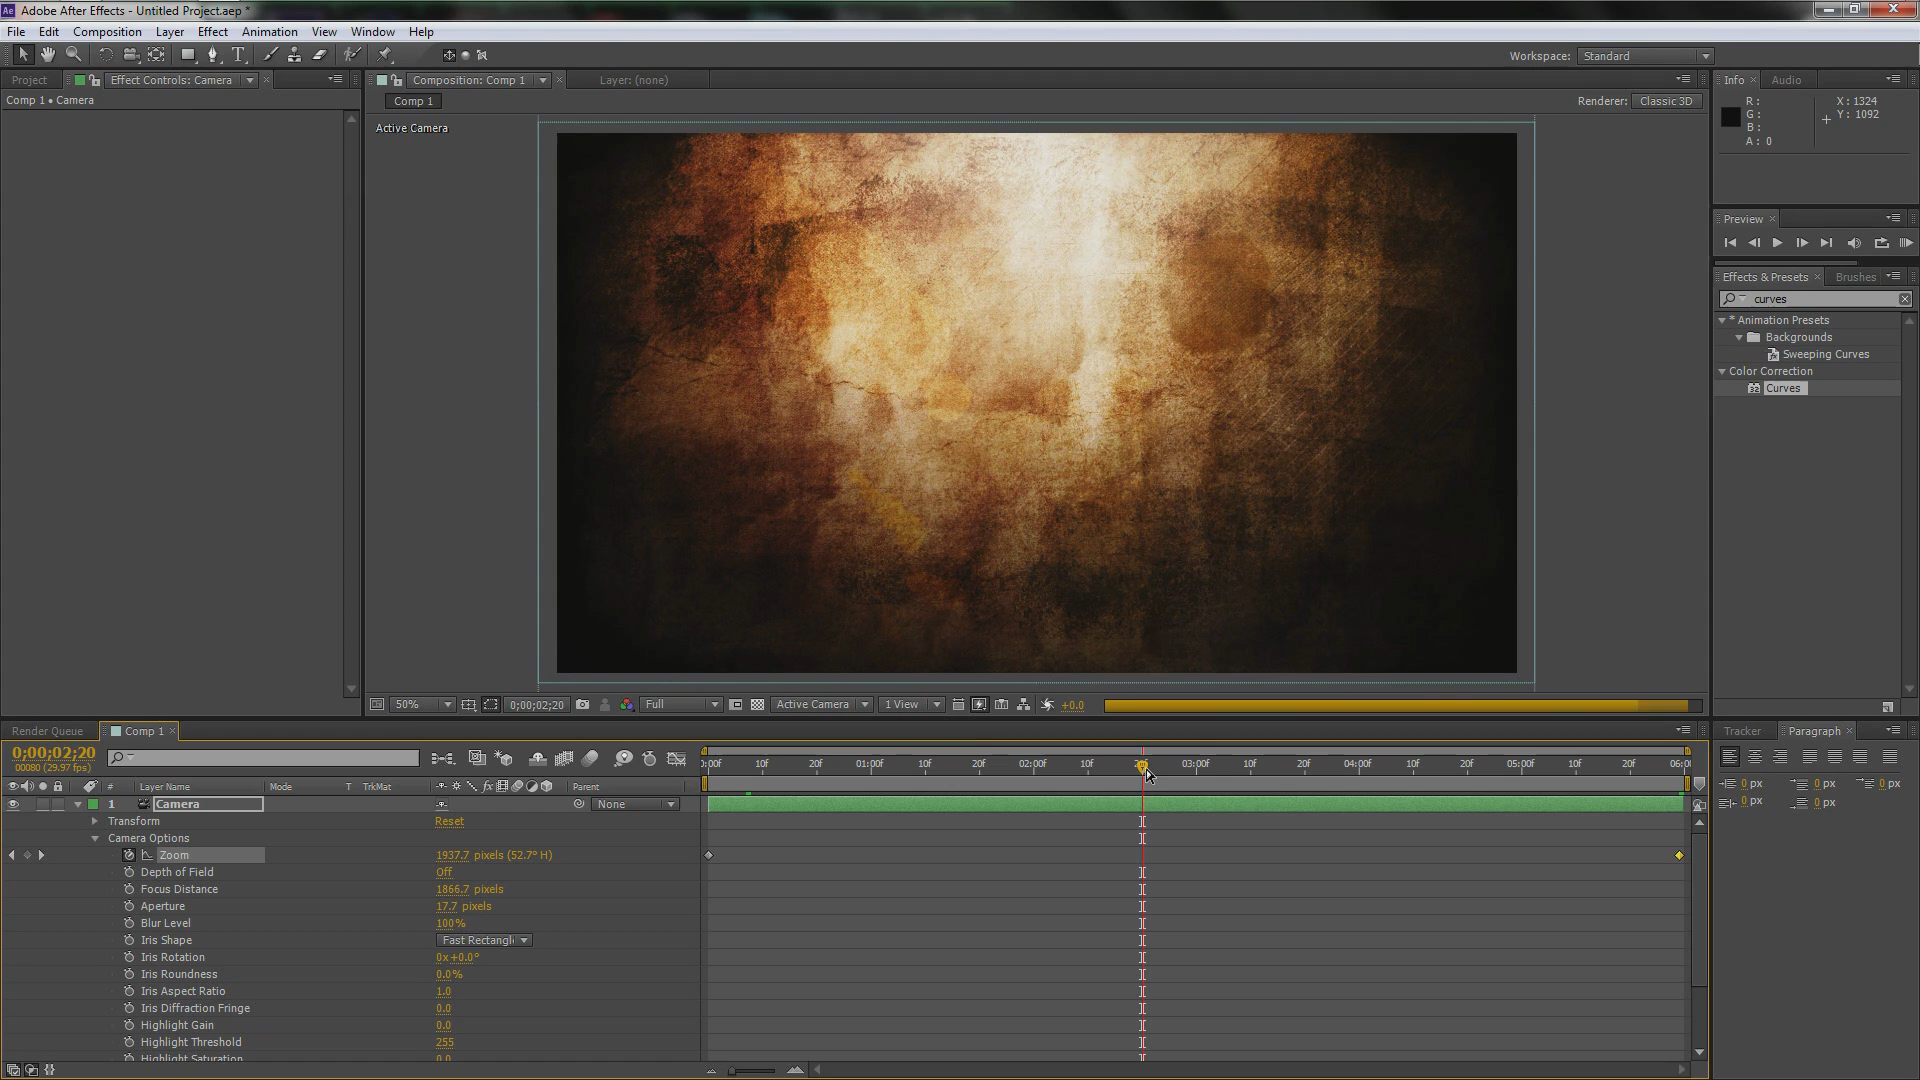 Adobe After Effects - Untitled Project.aep *
File Edit Composition Layer Effect Animation View Window Help
Workspace: Standard
Project Effect Controls: Camera
Comp 1 • Camera
Composition: Comp 1 Layer: (none)
Comp 1
Renderer: Classic 3D
Active Camera
Info Audio
R :
G :
B :
A : 0
X : 1324
Y : 1092
Preview
Effects & Presets Brushes
curves
* Animation Presets
Backgrounds
Sweeping Curves
Color Correction
Curves
50% 0;00;02;20 Full Active Camera 1 View +0.0
Render Queue Comp 1
0;00;02;20
00080 (29.97 fps)
:00f 10f 20f 01:00f 10f 20f 02:00f 10f 20f 03:00f 10f 20f 04:00f 10f 20f 05:00f 10f 20f 06:00
# Layer Name Mode T TrkMat fx Parent
1 Camera None
Transform Reset
Camera Options
Zoom 1937.7 pixels (52.7° H)
Depth of Field Off
Focus Distance 1866.7 pixels
Aperture 17.7 pixels
Blur Level 100%
Iris Shape Fast Rectangl
Iris Rotation 0x+0.0°
Iris Roundness 0.0%
Iris Aspect Ratio 1.0
Iris Diffraction Fringe 0.0
Highlight Gain 0.0
Highlight Threshold 255
Highlight Saturation 0.0
Tracker Paragraph
0 px 0 px 0 px
0 px 0 px